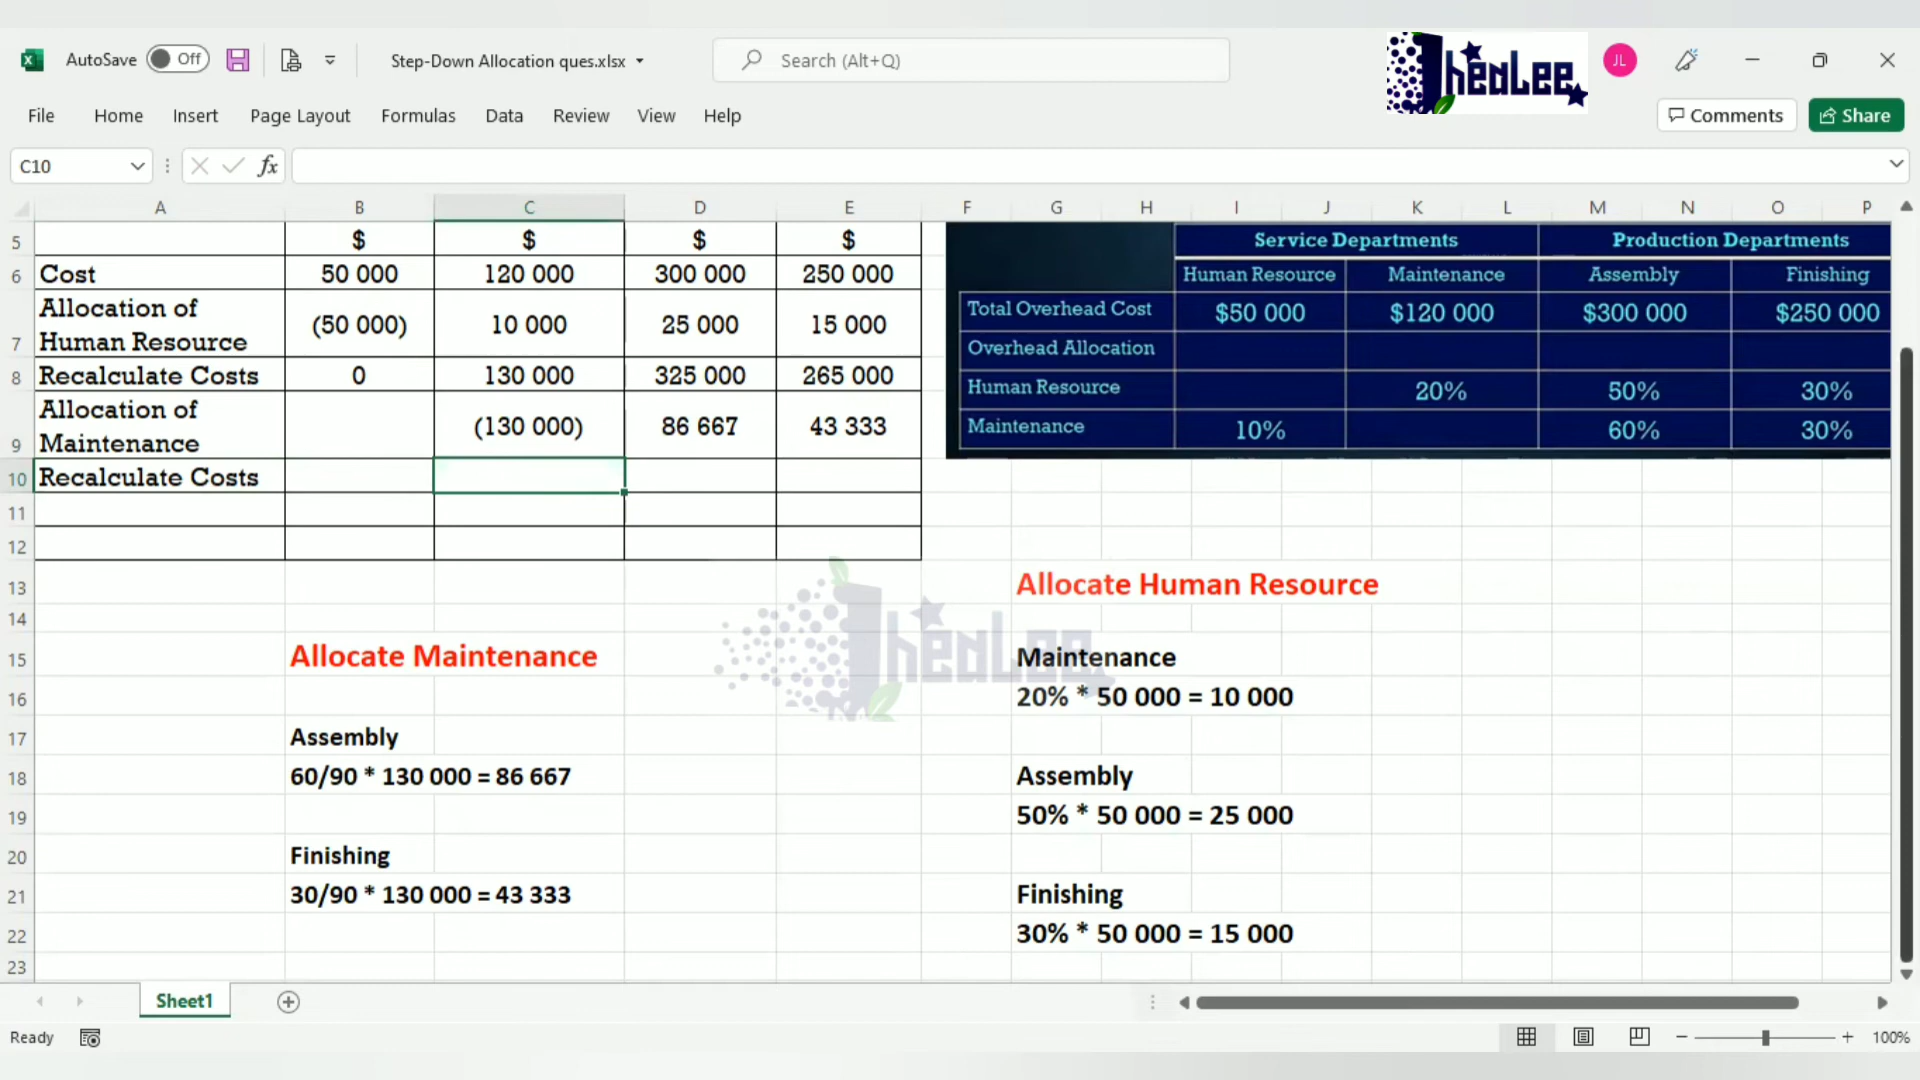 AutoSave Off Step-Down Allocation ques.xlsx Search (Alt+Q) 1hedLee JL
File Home Insert Page Layout Formulas Data Review View Help Comments Share
C10 fx
A B C D E F G H I J K L M N O P
5 $ $ $ $
6 Cost 50 000 120 000 300 000 250 000
Allocation of
7 Human Resource (50 000) 10 000 25 000 15 000
8 Recalculate Costs 0 130 000 325 000 265 000
Allocation of
9 Maintenance (130 000) 86 667 43 333
10 Recalculate Costs
11
12
Service Departments Production Departments
Human Resource Maintenance Assembly Finishing
Total Overhead Cost $50 000 $120 000 $300 000 $250 000
Overhead Allocation
Human Resource 20% 50% 30%
Maintenance 10% 60% 30%
13 Allocate Human Resource
14
15 Allocate Maintenance Maintenance
16 20% * 50 000 = 10 000
17 Assembly
18 60/90 * 130 000 = 86 667 Assembly
19 50% * 50 000 = 25 000
20 Finishing
21 30/90 * 130 000 = 43 333 Finishing
22 30% * 50 000 = 15 000
23
1hedLee
Sheet1
Ready 100%